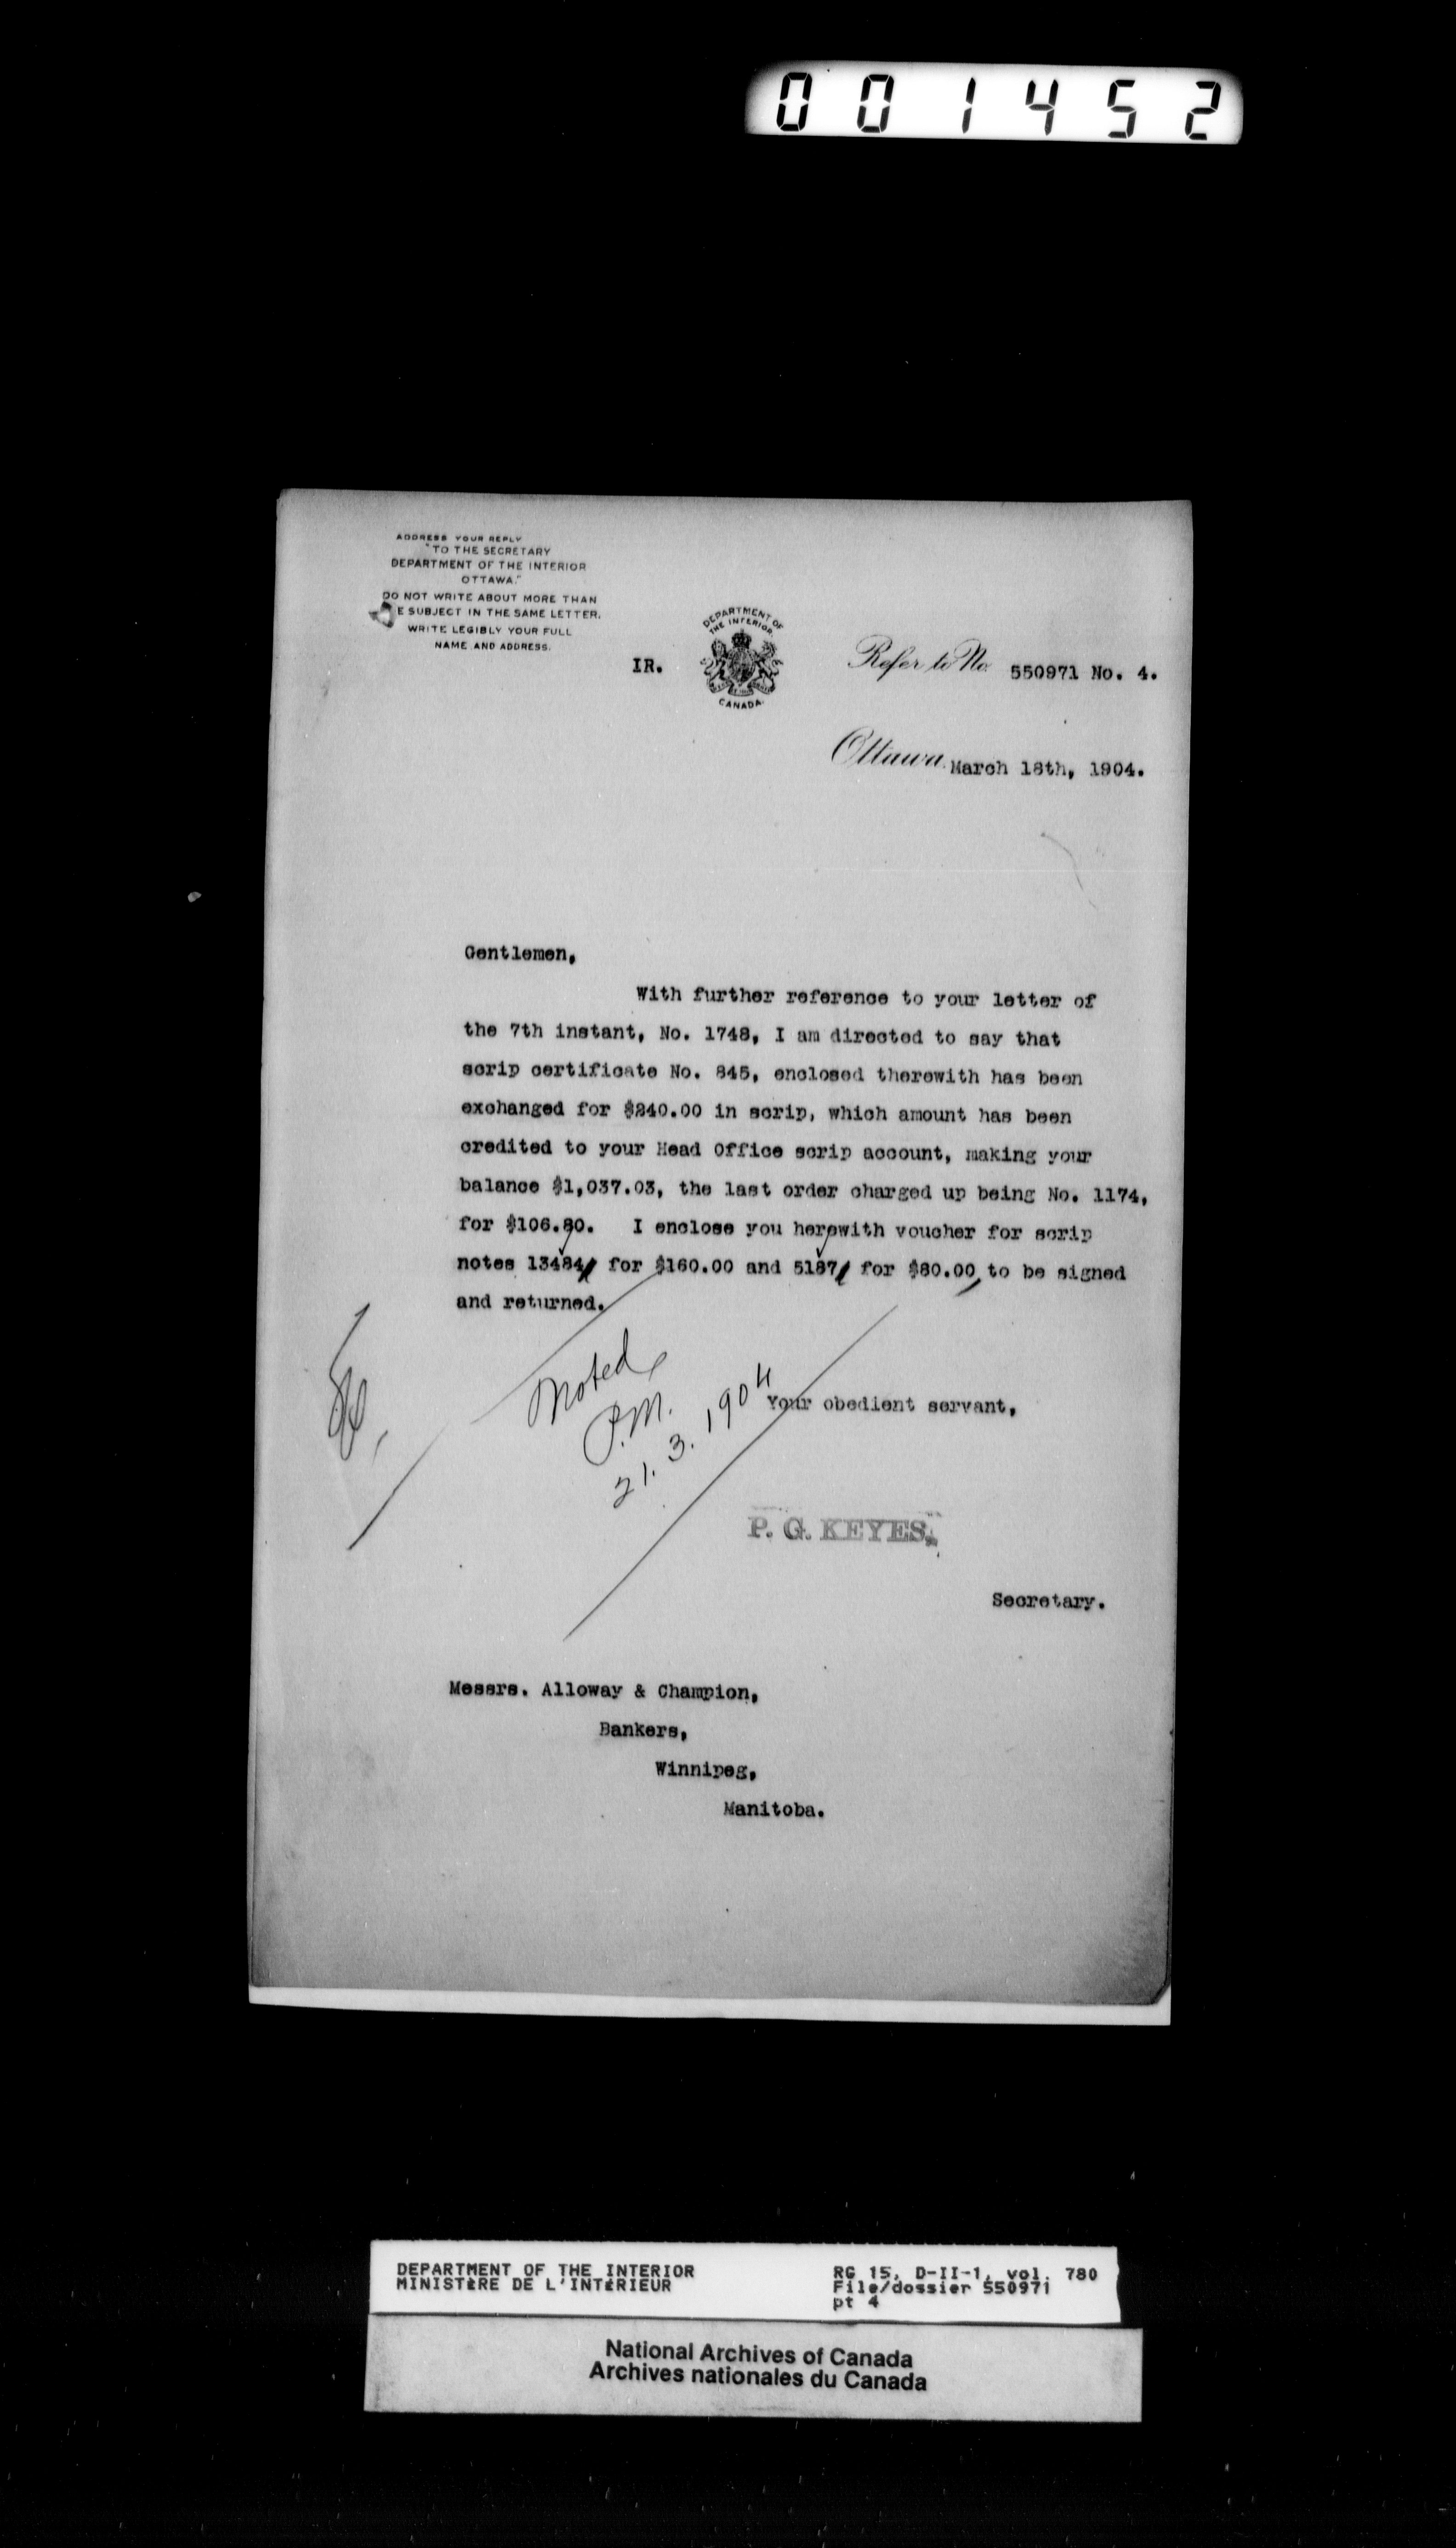 001452
ADDRESS YOUR REPLY
"TO THE SECRETARY
DEPARTMENT OF THE INTERIOR
OTTAWA."
DO NOT WRITE ABOUT MORE THAN
E SUBJECT IN THE SAME LETTER.
WRITE LEGIBLY YOUR FULL
NAME AND ADDRESS.
IR.
DEPARTMENT OF
THE INTERIOR.
CANADA.
Refer to No. 550971 No. 4.
Ottawa. March 18th, 1904.
Gentlemen,
With further reference to your letter of
the 7th instant, No. 1748, I am directed to say that
scrip certificate No. 845, enclosed therewith has been
exchanged for $240.00 in scrip, which amount has been
credited to your Head Office scrip account, making your
balance $1,037.03, the last order charged up being No. 1174,
for $106.80. I enclose you herewith voucher for scrip
notes 13484 for $160.00 and 5187 for $80.00, to be signed
and returned.
Noted
P.M.
21.3.1904
Your obedient servant,
P. G. KEYES,
Secretary.
Messrs. Alloway & Champion,
Bankers,
Winnipeg,
Manitoba.
DEPARTMENT OF THE INTERIOR
MINISTÈRE DE L'INTÉRIEUR
RG 15, D-II-1, vol. 780
File/dossier 550971
pt 4
National Archives of Canada
Archives nationales du Canada